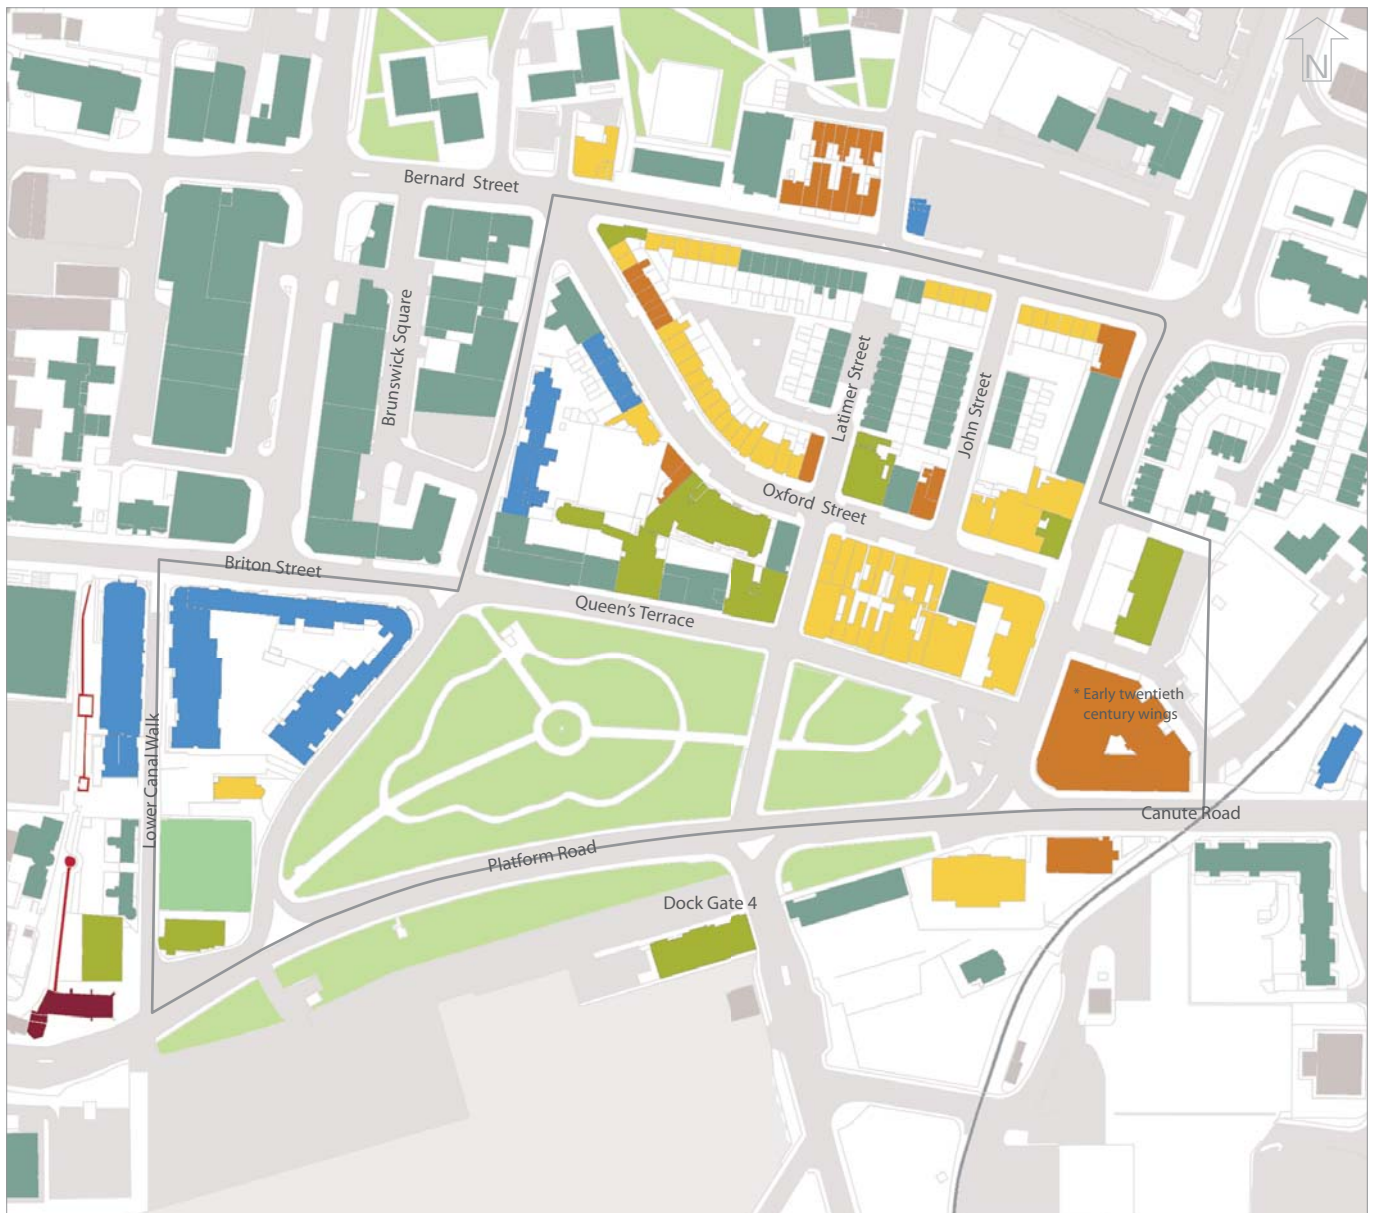 N
Bernard Street
Brunswick Square
Latimer Street
John Street
Oxford Street
Briton Street
Queen's Terrace
* Early twentieth
century wings
Lower Canal Walk
Canute Road
Platform Road
Dock Gate 4